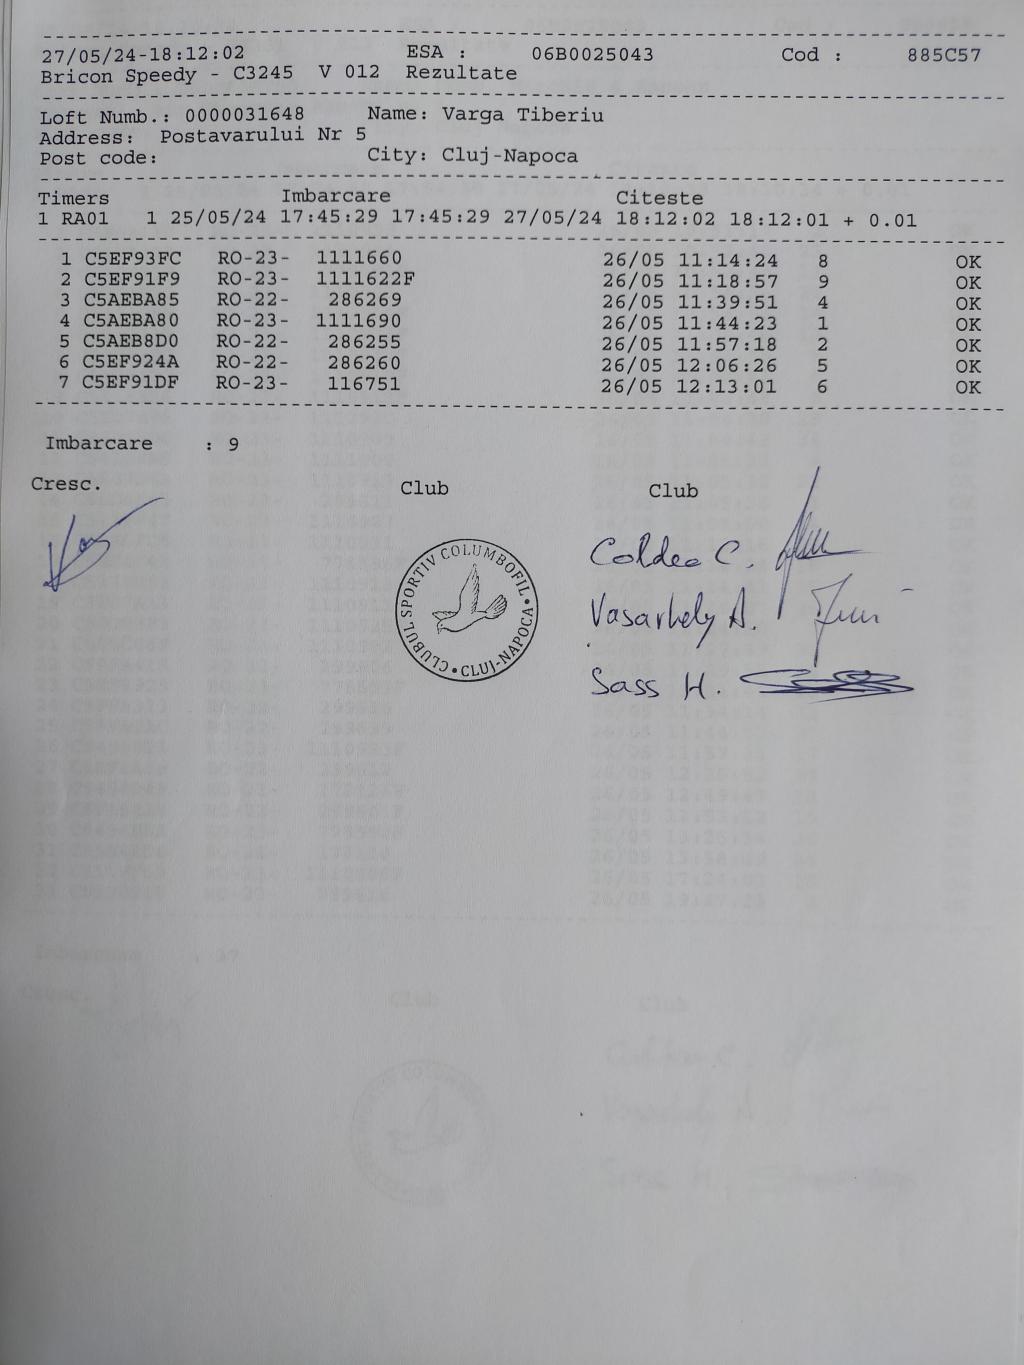 27/05/24-18:12:02 ESA : 06B0025043 Cod : 885C57
Bricon Speedy - C3245 V 012 Rezultate
Loft Numb.: 0000031648 Name: Varga Tiberiu
Address: Postavarului Nr 5
Post code: City: Cluj-Napoca
Timers Imbarcare Citeste
1 RA01 1 25/05/24 17:45:29 17:45:29 27/05/24 18:12:02 18:12:01 + 0.01
1 C5EF93FC RO-23- 1111660 26/05 11:14:24 8 OK
2 C5EF91F9 RO-23- 1111622F 26/05 11:18:57 9 OK
3 C5AEBA85 RO-22- 286269 26/05 11:39:51 4 OK
4 C5AEBA80 RO-23- 1111690 26/05 11:44:23 1 OK
5 C5AEB8D0 RO-22- 286255 26/05 11:57:18 2 OK
6 C5EF924A RO-22- 286260 26/05 12:06:26 5 OK
7 C5EF91DF RO-23- 116751 26/05 12:13:01 6 OK
Imbarcare : 9
Cresc. Club Club
CLUBUL SPORTIV COLUMBOFIL • CLUJ-NAPOCA •
Coldea C.
Vasarhely A.
Sass H.